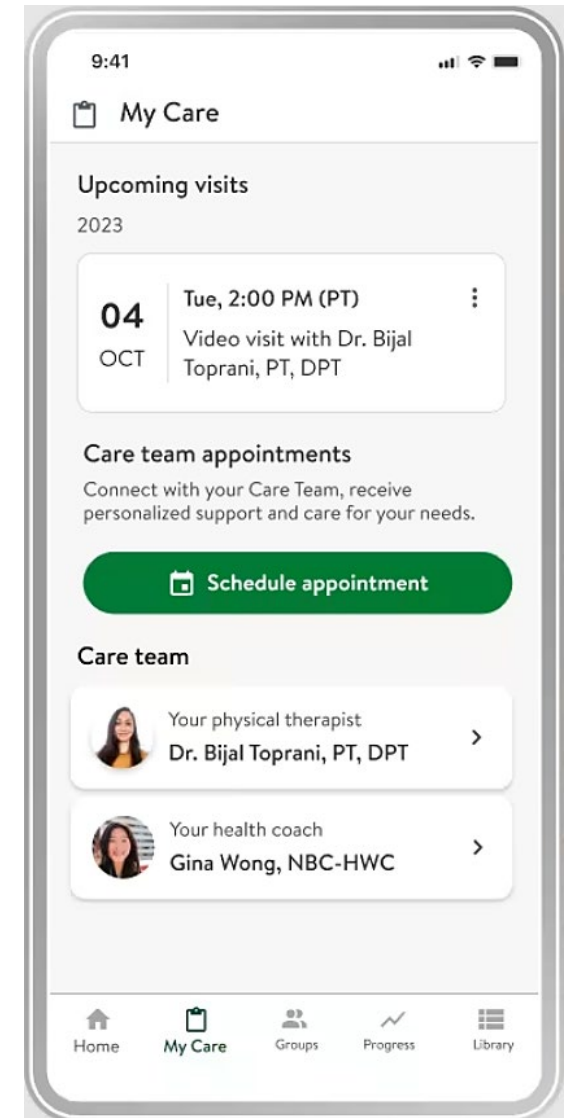 9:41
My Care
Upcoming visits
2023
04
OCT
Tue, 2:00 PM (PT)
Video visit with Dr. Bijal
Toprani, PT, DPT
Care team appointments
Connect with your Care Team, receive
personalized support and care for your needs.
Schedule appointment
Care team
Your physical therapist
Dr. Bijal Toprani, PT, DPT
Your health coach
Gina Wong, NBC-HWC
Home
My Care
Groups
Progress
Library